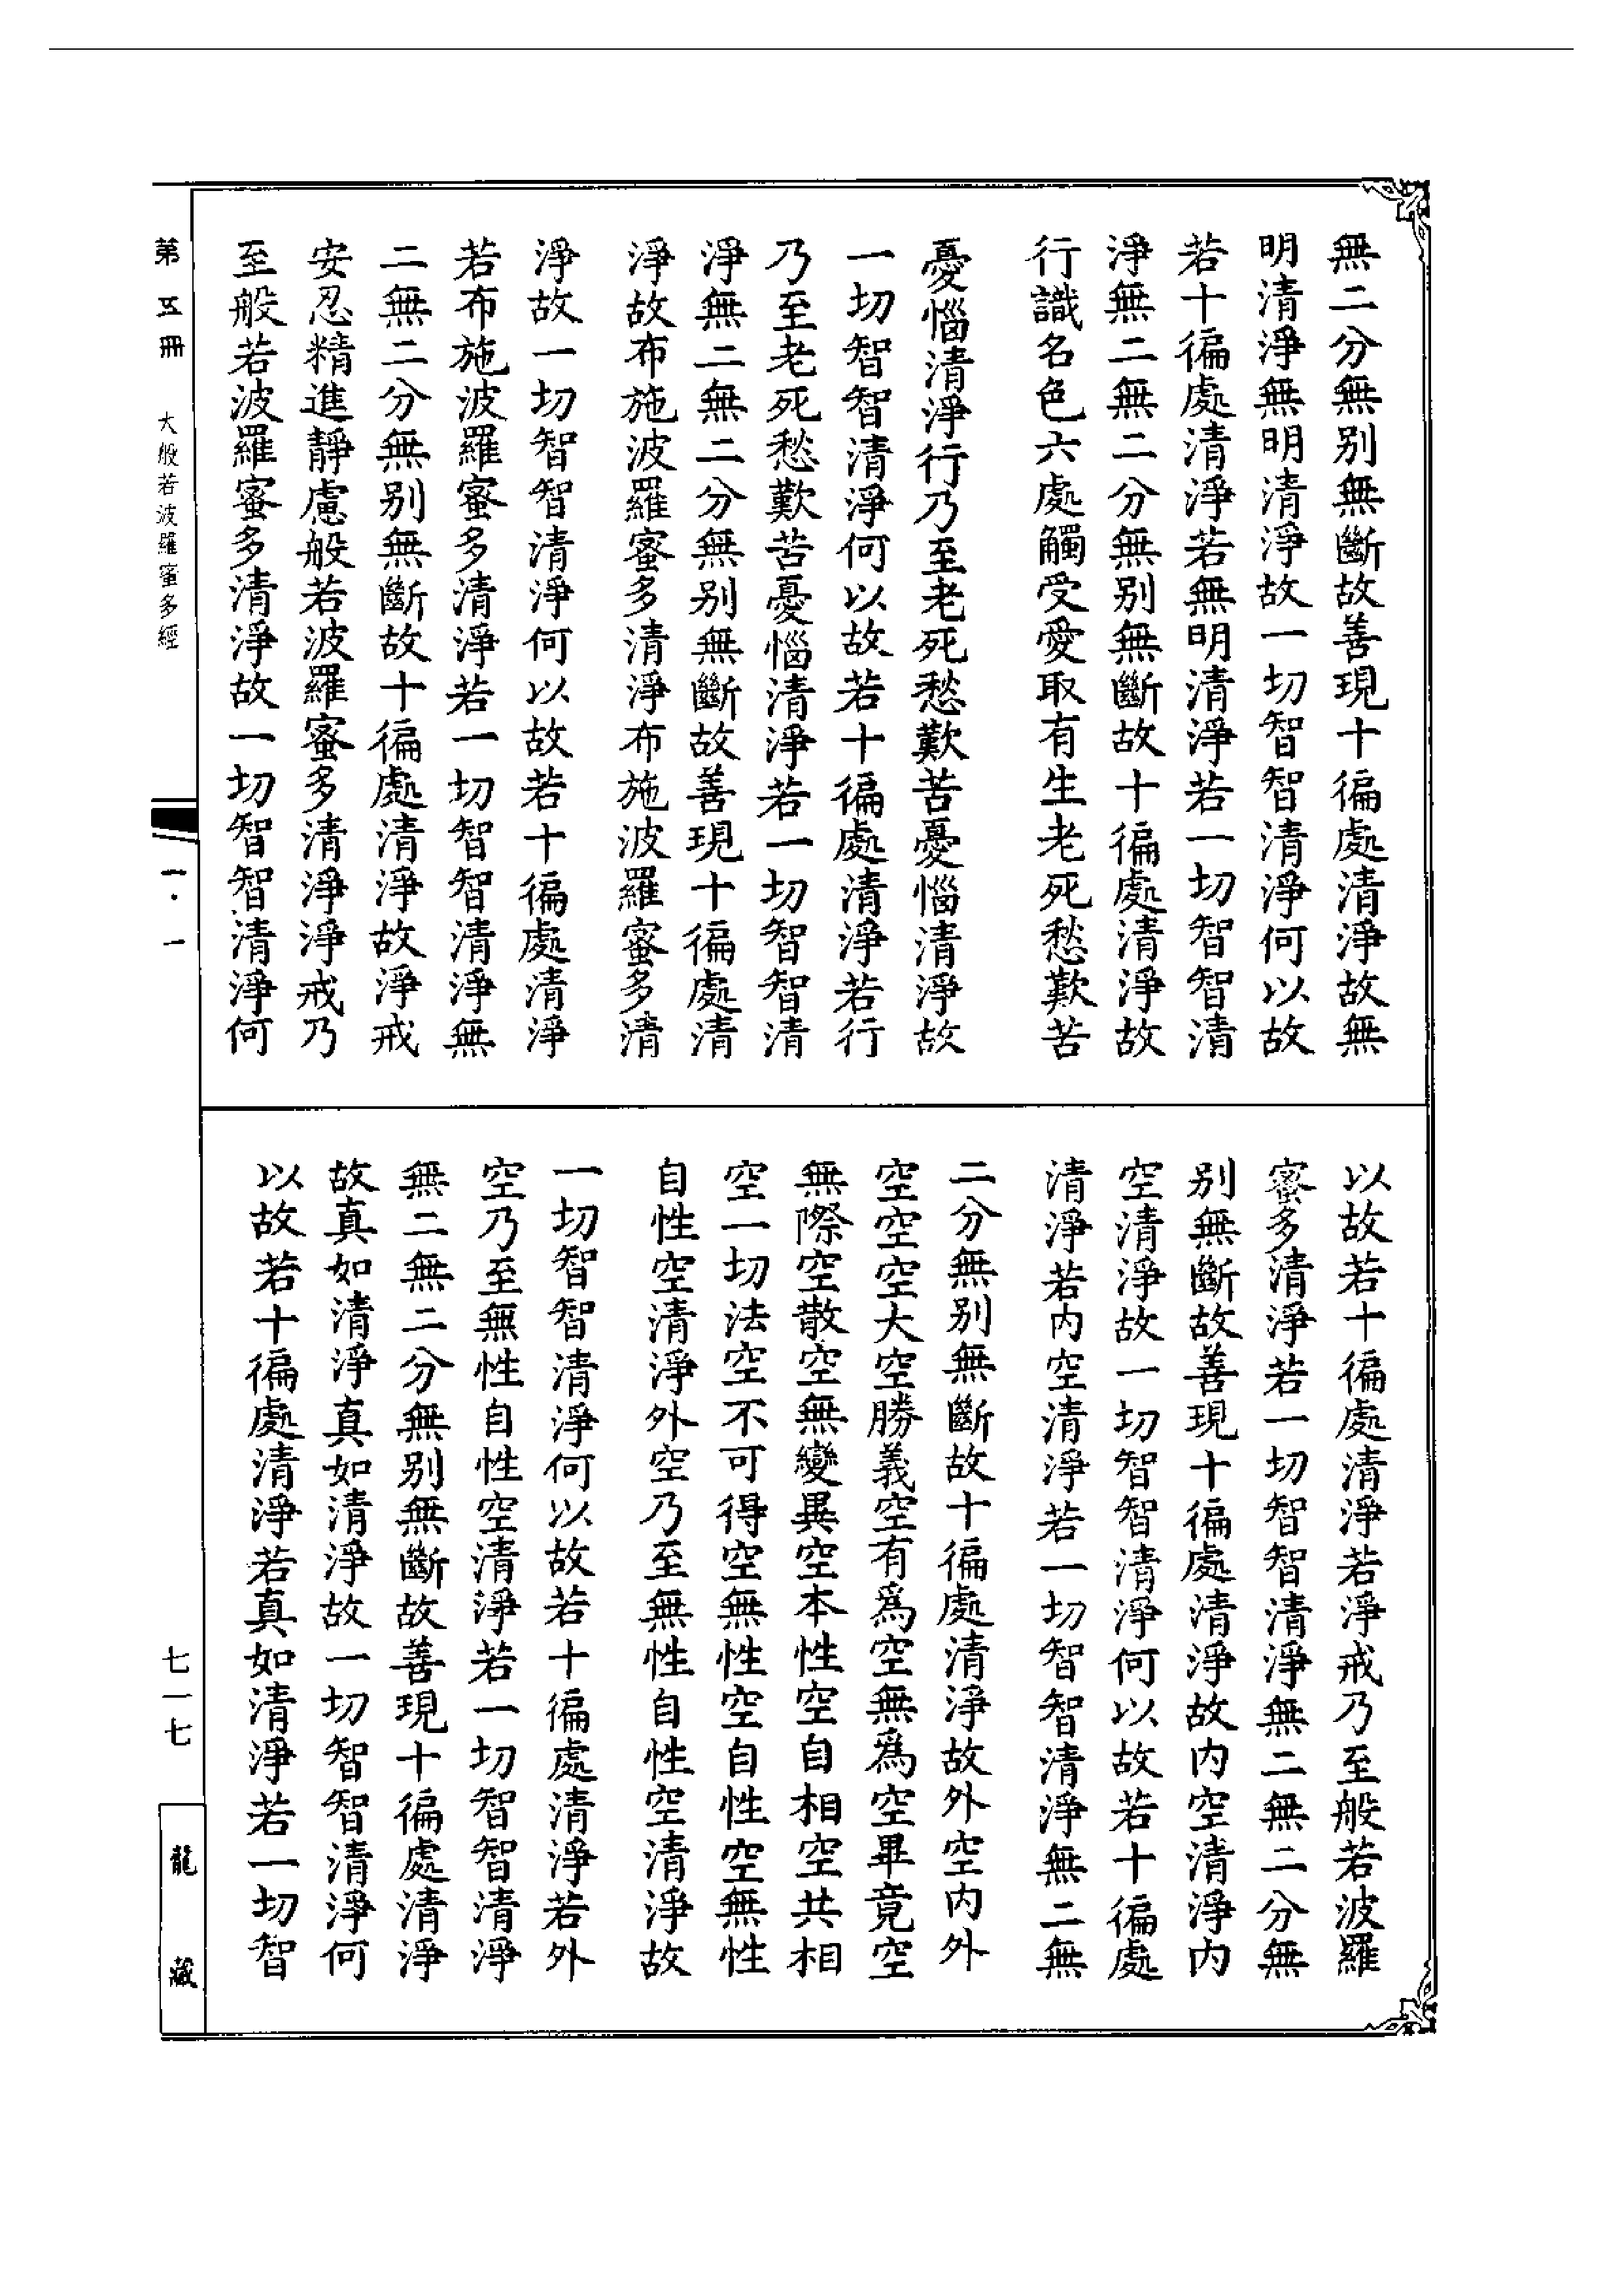 無二分無别無斷故善現十徧處清淨故無
明清淨無明清淨故一切智智清淨何以故
若十徧處清淨若無明清淨若一切智智清
淨無二無二分無别無斷故十徧處清淨故
行識名色六處觸受愛取有生老死愁歎苦
憂惱清淨行乃至老死愁歎苦憂惱清淨故
一切智智清淨何以故若十徧處清淨若行
乃至老死愁歎苦憂惱清淨若一切智智清
淨無二無二分無别無斷故善現十徧處清
淨故布施波羅蜜多清淨布施波羅蜜多清
淨故一切智智清淨何以故若十徧處清淨
若布施波羅蜜多清淨若一切智智清淨無
二無二分無别無斷故十徧處清淨故淨戒
安忍精進靜慮般若波羅蜜多清淨淨戒乃
至般若波羅蜜多清淨故一切智智清淨何
以故若十徧處清淨若淨戒乃至般若波羅
蜜多清淨若一切智智清淨無二無二分無
别無斷故善現十徧處清淨故内空清淨内
空清淨故一切智智清淨何以故若十徧處
清淨若内空清淨若一切智智清淨無二無
二分無别無斷故十徧處清淨故外空内外
空空空大空勝義空有爲空無爲空畢竟空
無際空散空無變異空本性空自相空共相
空一切法空不可得空無性空自性空無性
自性空清淨外空乃至無性自性空清淨故
一切智智清淨何以故若十徧處清淨若外
空乃至無性自性空清淨若一切智智清淨
無二無二分無别無斷故善現十徧處清淨
故真如清淨真如清淨故一切智智清淨何
以故若十徧處清淨若真如清淨若一切智
第五冊 大般若波羅蜜多經 一·一
七一七
龍藏